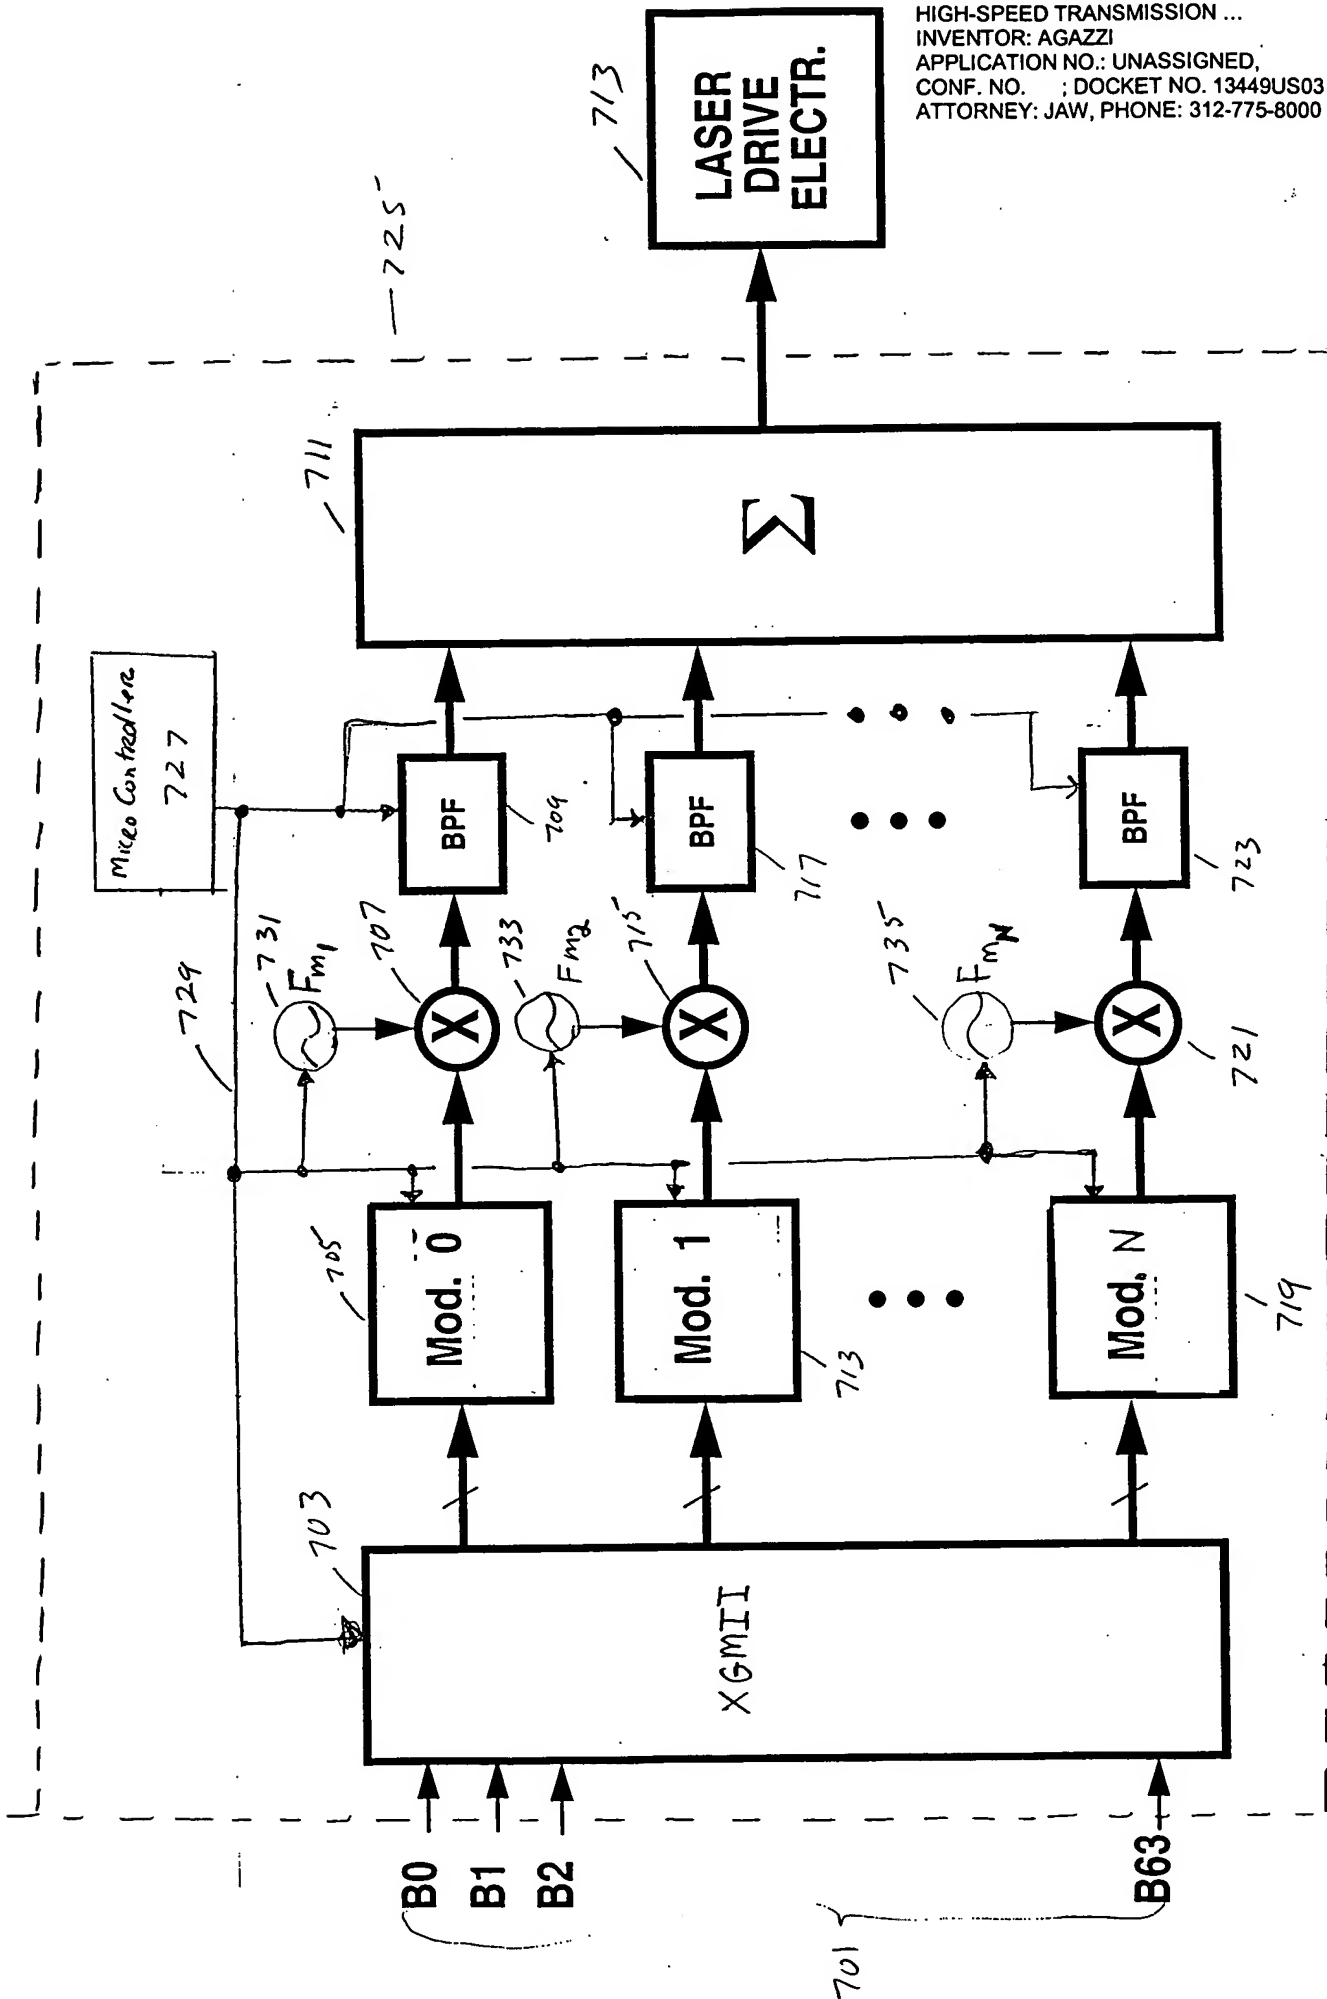 HIGH-SPEED TRANSMISSION ...
INVENTOR: AGAZZI
APPLICATION NO.: UNASSIGNED,
CONF. NO. ; DOCKET NO. 13449US03
ATTORNEY: JAW, PHONE: 312-775-8000
713
LASER
DRIVE
ELECTR.
725
711
Σ
Micro Controller
727
BPF
709
BPF
717
BPF
723
729
731
Fm1
707
X
733
Fm2
715
X
735
FmN
X
721
705
Mod. 0
Mod. 1
713
Mod. N
719
703
XGMII
B0
B1
B2
B63
701